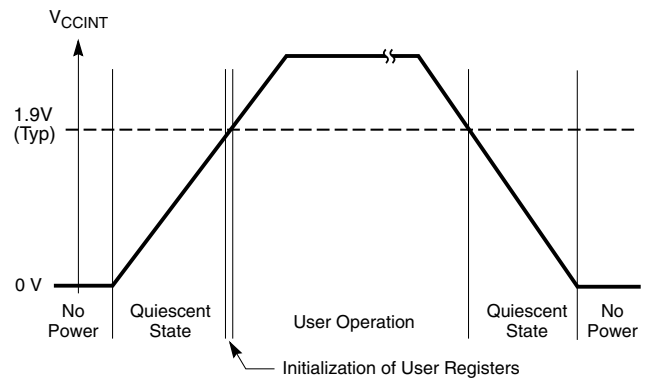 VCCINT
1.9V
(Typ)
0 V
No
Power
Quiescent
State
User Operation
Quiescent
State
No
Power
Initialization of User Registers